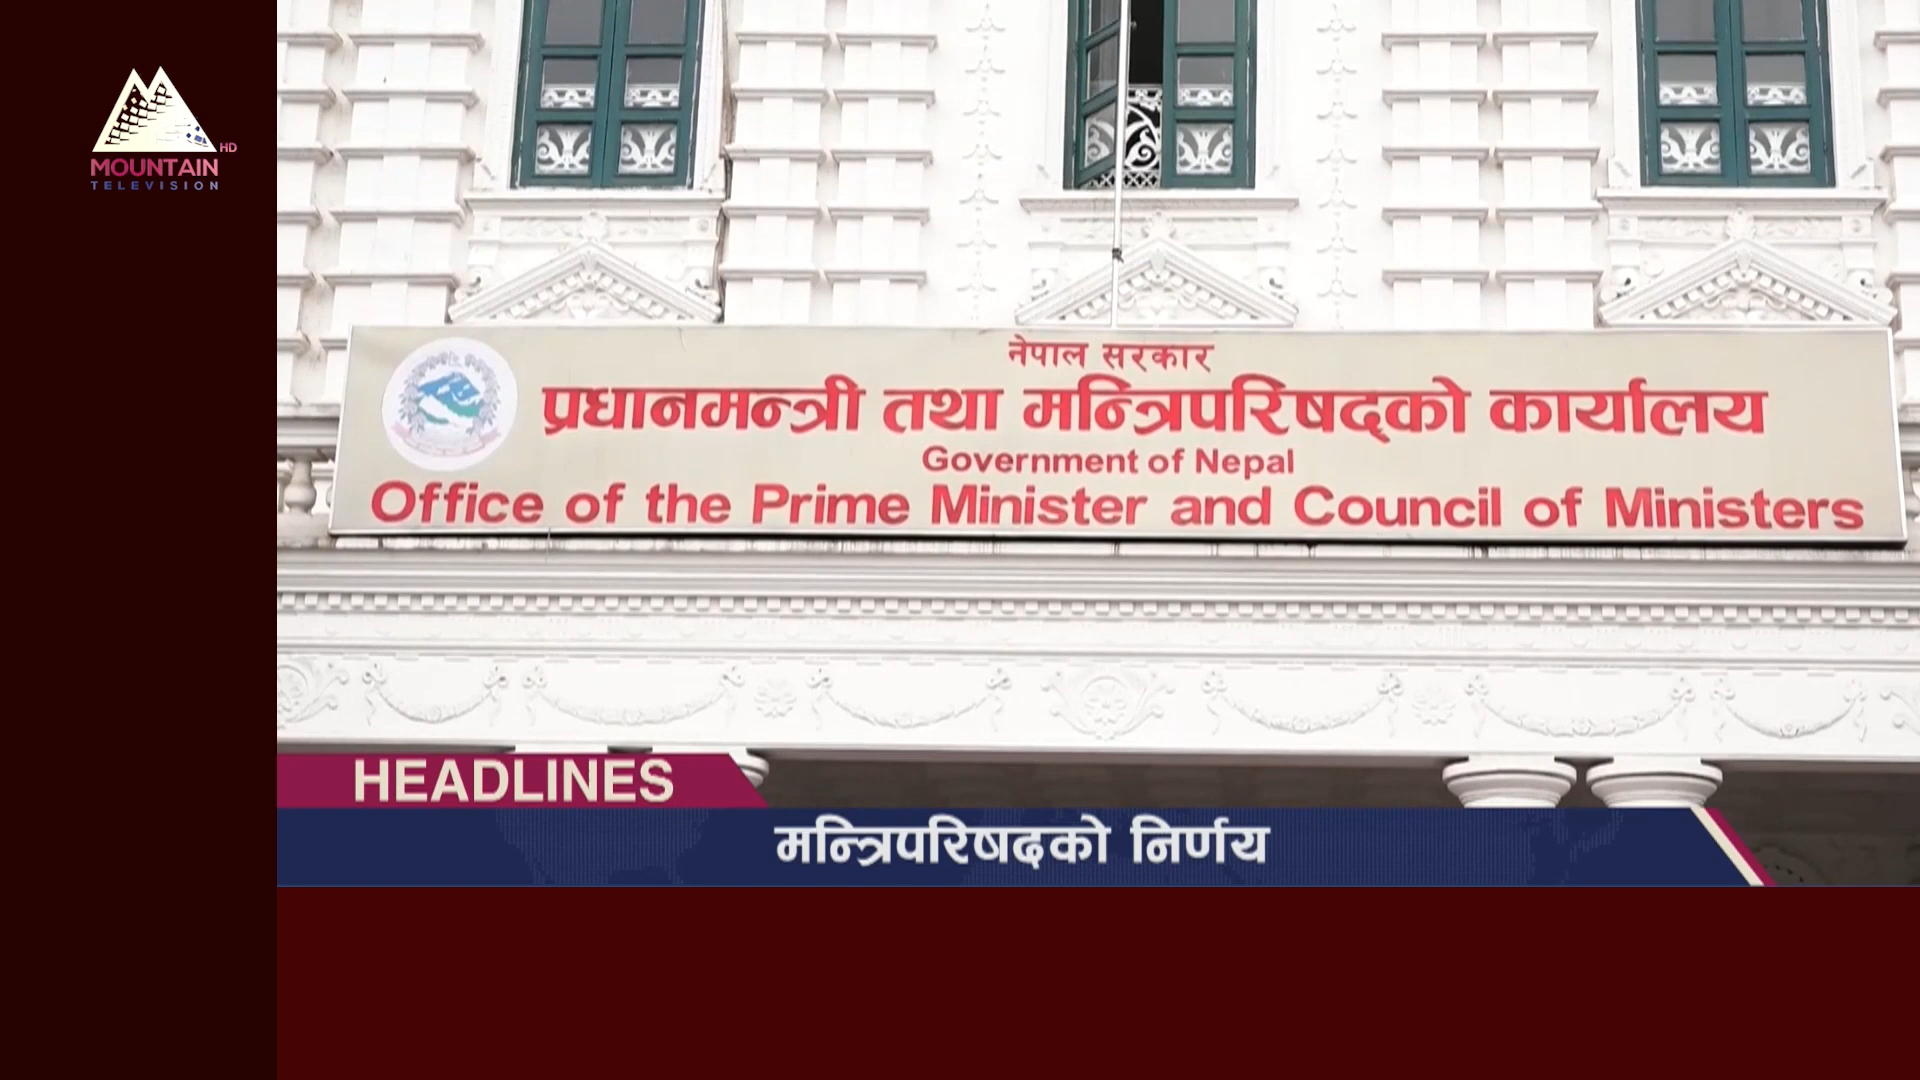 MOUNTAIN HD
TELEVISION
नेपाल सरकार
प्रधानमन्त्री तथा मन्त्रिपरिषद्को कार्यालय
Government of Nepal
Office of the Prime Minister and Council of Ministers
HEADLINES
मन्त्रिपरिषदको निर्णय